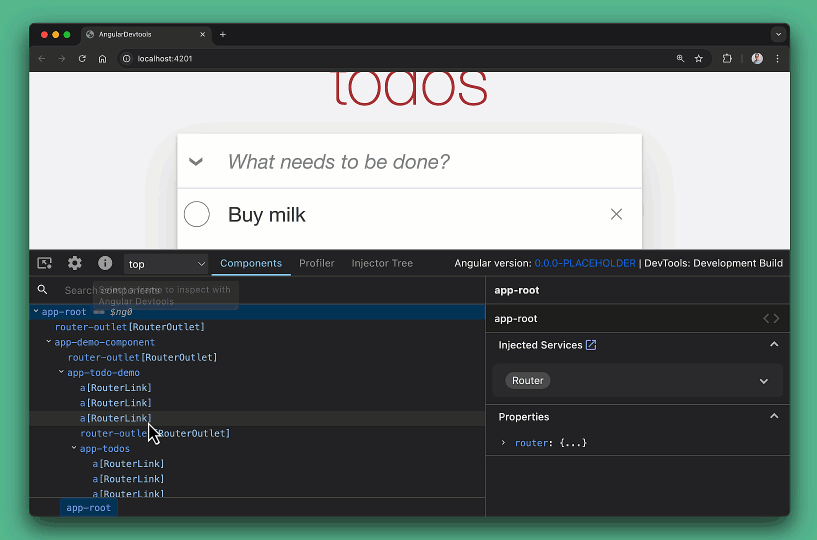 AngularDevtools
localhost:4201
todos
What needs to be done?
Buy milk
top
Components
Profiler
Injector Tree
Angular version: 0.0.0-PLACEHOLDER | DevTools: Development Build
Search components
Select a frame to inspect with
Angular Devtools
app-root == $ng0
router-outlet[RouterOutlet]
app-demo-component
router-outlet[RouterOutlet]
app-todo-demo
a[RouterLink]
a[RouterLink]
a[RouterLink]
router-outle RouterOutlet]
app-todos
a[RouterLink]
a[RouterLink]
a[RouterLink]
app-root
app-root
app-root
Injected Services
Router
Properties
router: {...}